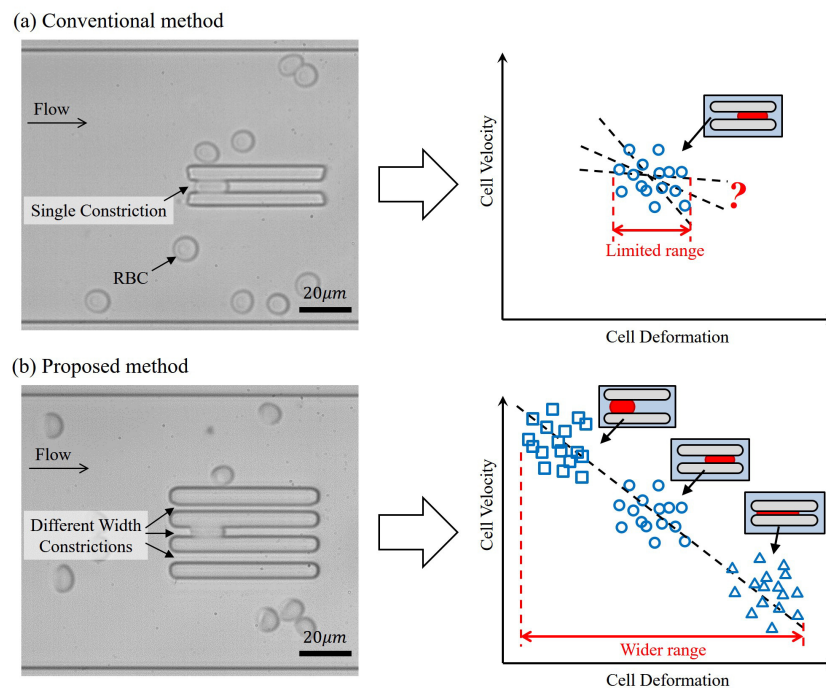 (a) Conventional method
Flow
Single Constriction
RBC
20μm
Cell Velocity
?
Limited range
Cell Deformation
(b) Proposed method
Flow
Different Width
Constrictions
20μm
Cell Velocity
Wider range
Cell Deformation